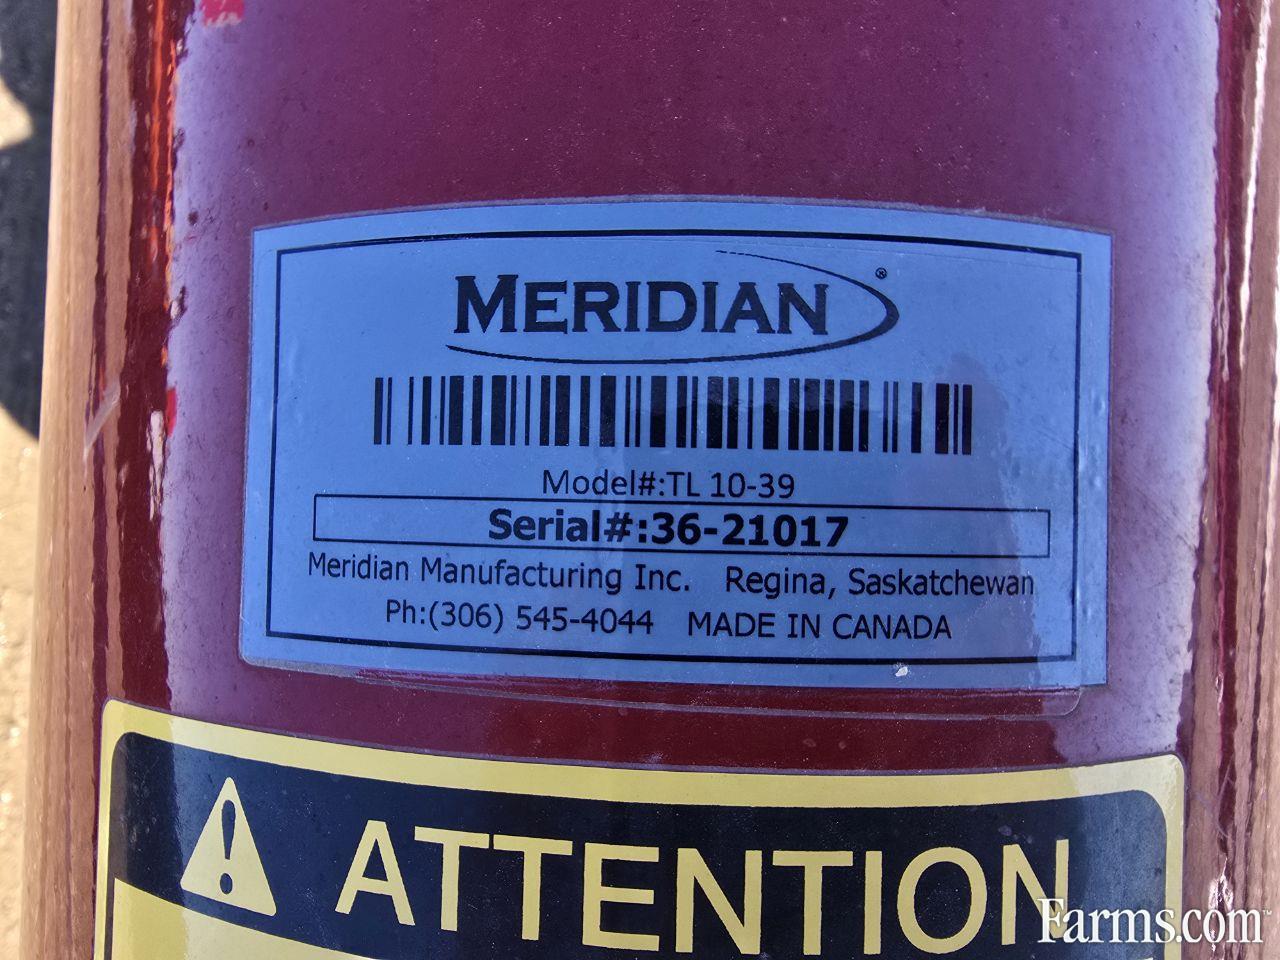 MERIDIAN®
Model#:TL 10-39
Serial#:36-21017
Meridian Manufacturing Inc. Regina, Saskatchewan
Ph:(306) 545-4044 MADE IN CANADA
ATTENTION
Farms.com™